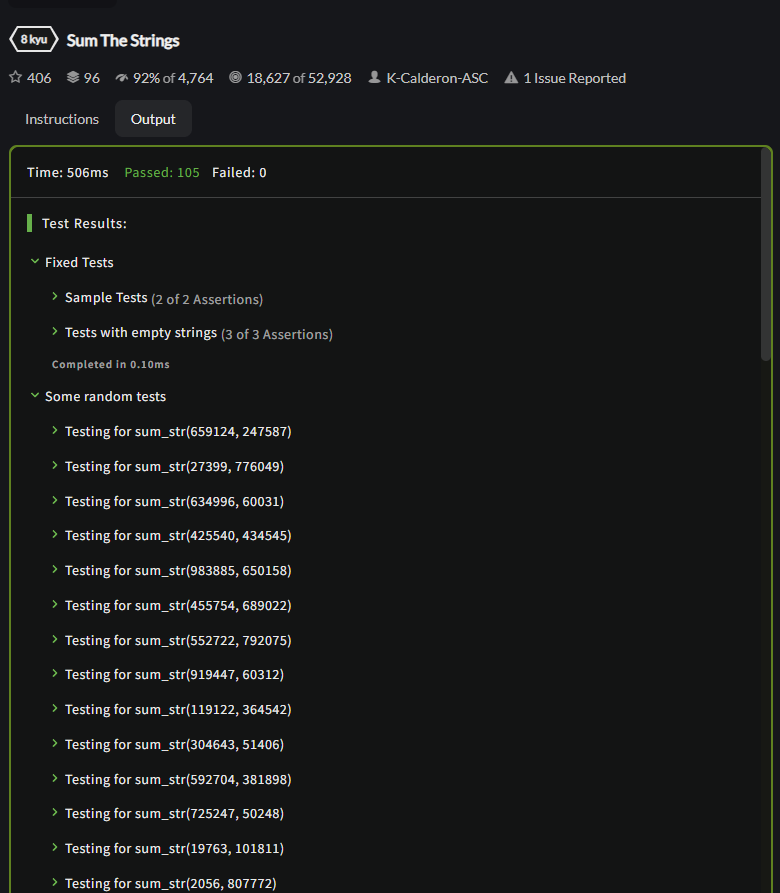 8 kyu Sum The Strings
406 96 92% of 4,764 18,627 of 52,928 K-Calderon-ASC 1 Issue Reported
Instructions Output
Time: 506ms Passed: 105 Failed: 0
Test Results:
Fixed Tests
Sample Tests (2 of 2 Assertions)
Tests with empty strings (3 of 3 Assertions)
Completed in 0.10ms
Some random tests
Testing for sum_str(659124, 247587)
Testing for sum_str(27399, 776049)
Testing for sum_str(634996, 60031)
Testing for sum_str(425540, 434545)
Testing for sum_str(983885, 650158)
Testing for sum_str(455754, 689022)
Testing for sum_str(552722, 792075)
Testing for sum_str(919447, 60312)
Testing for sum_str(119122, 364542)
Testing for sum_str(304643, 51406)
Testing for sum_str(592704, 381898)
Testing for sum_str(725247, 50248)
Testing for sum_str(19763, 101811)
Testing for sum_str(2056, 807772)